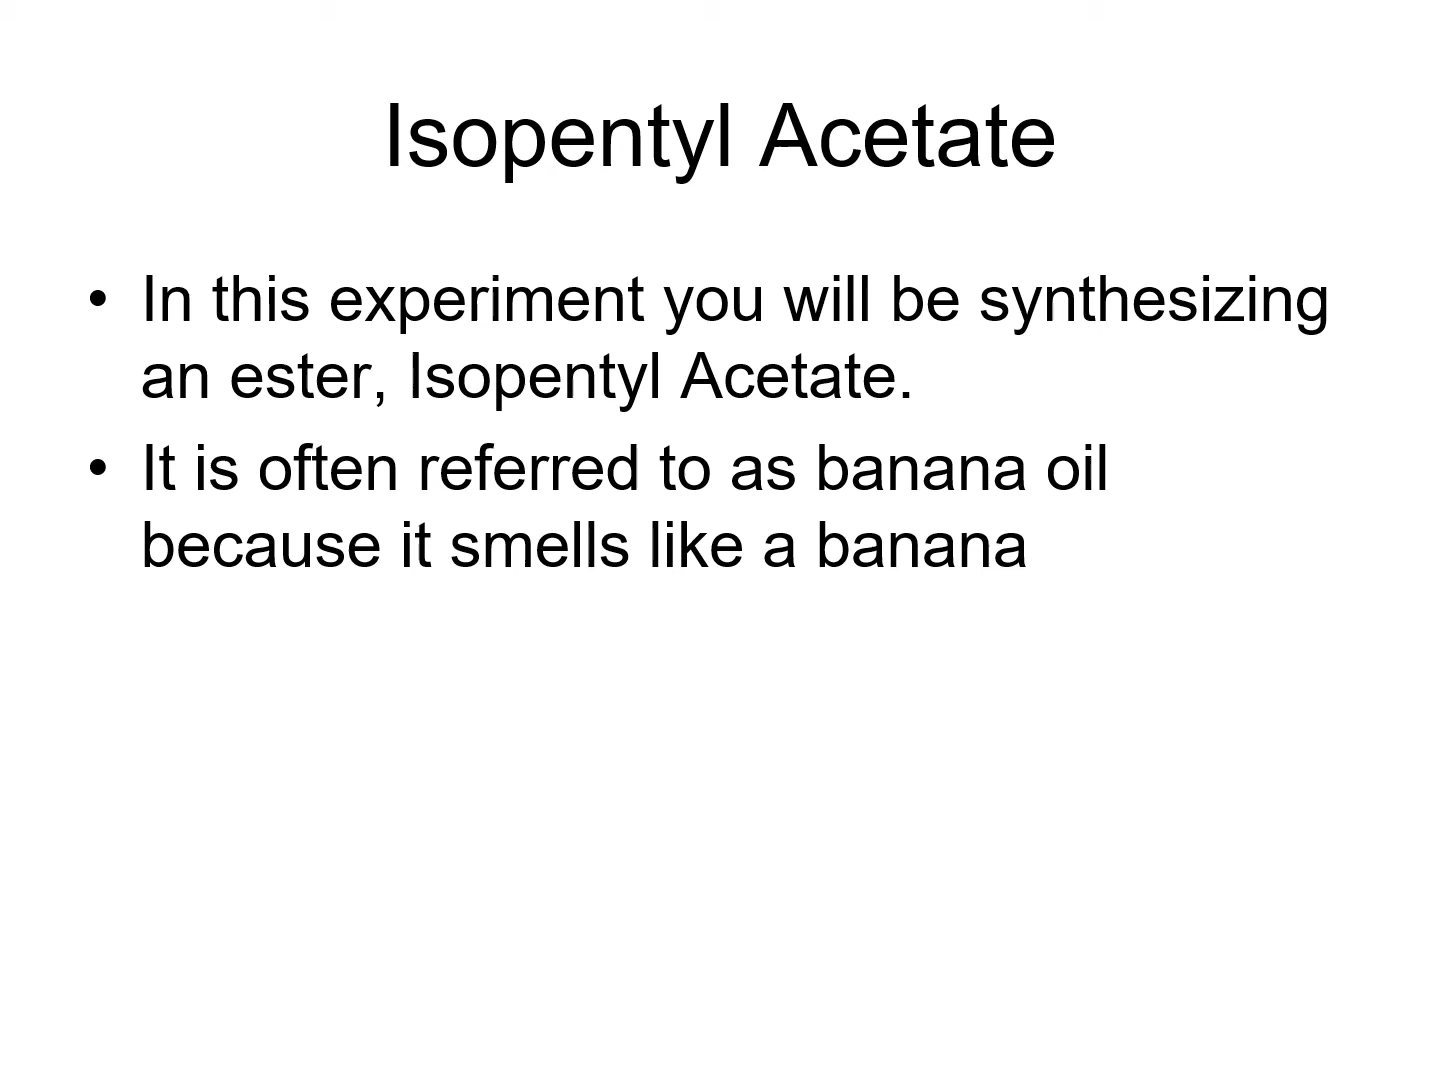 Isopentyl Acetate
• In this experiment you will be synthesizing
an ester, Isopentyl Acetate.
• It is often referred to as banana oil
because it smells like a banana